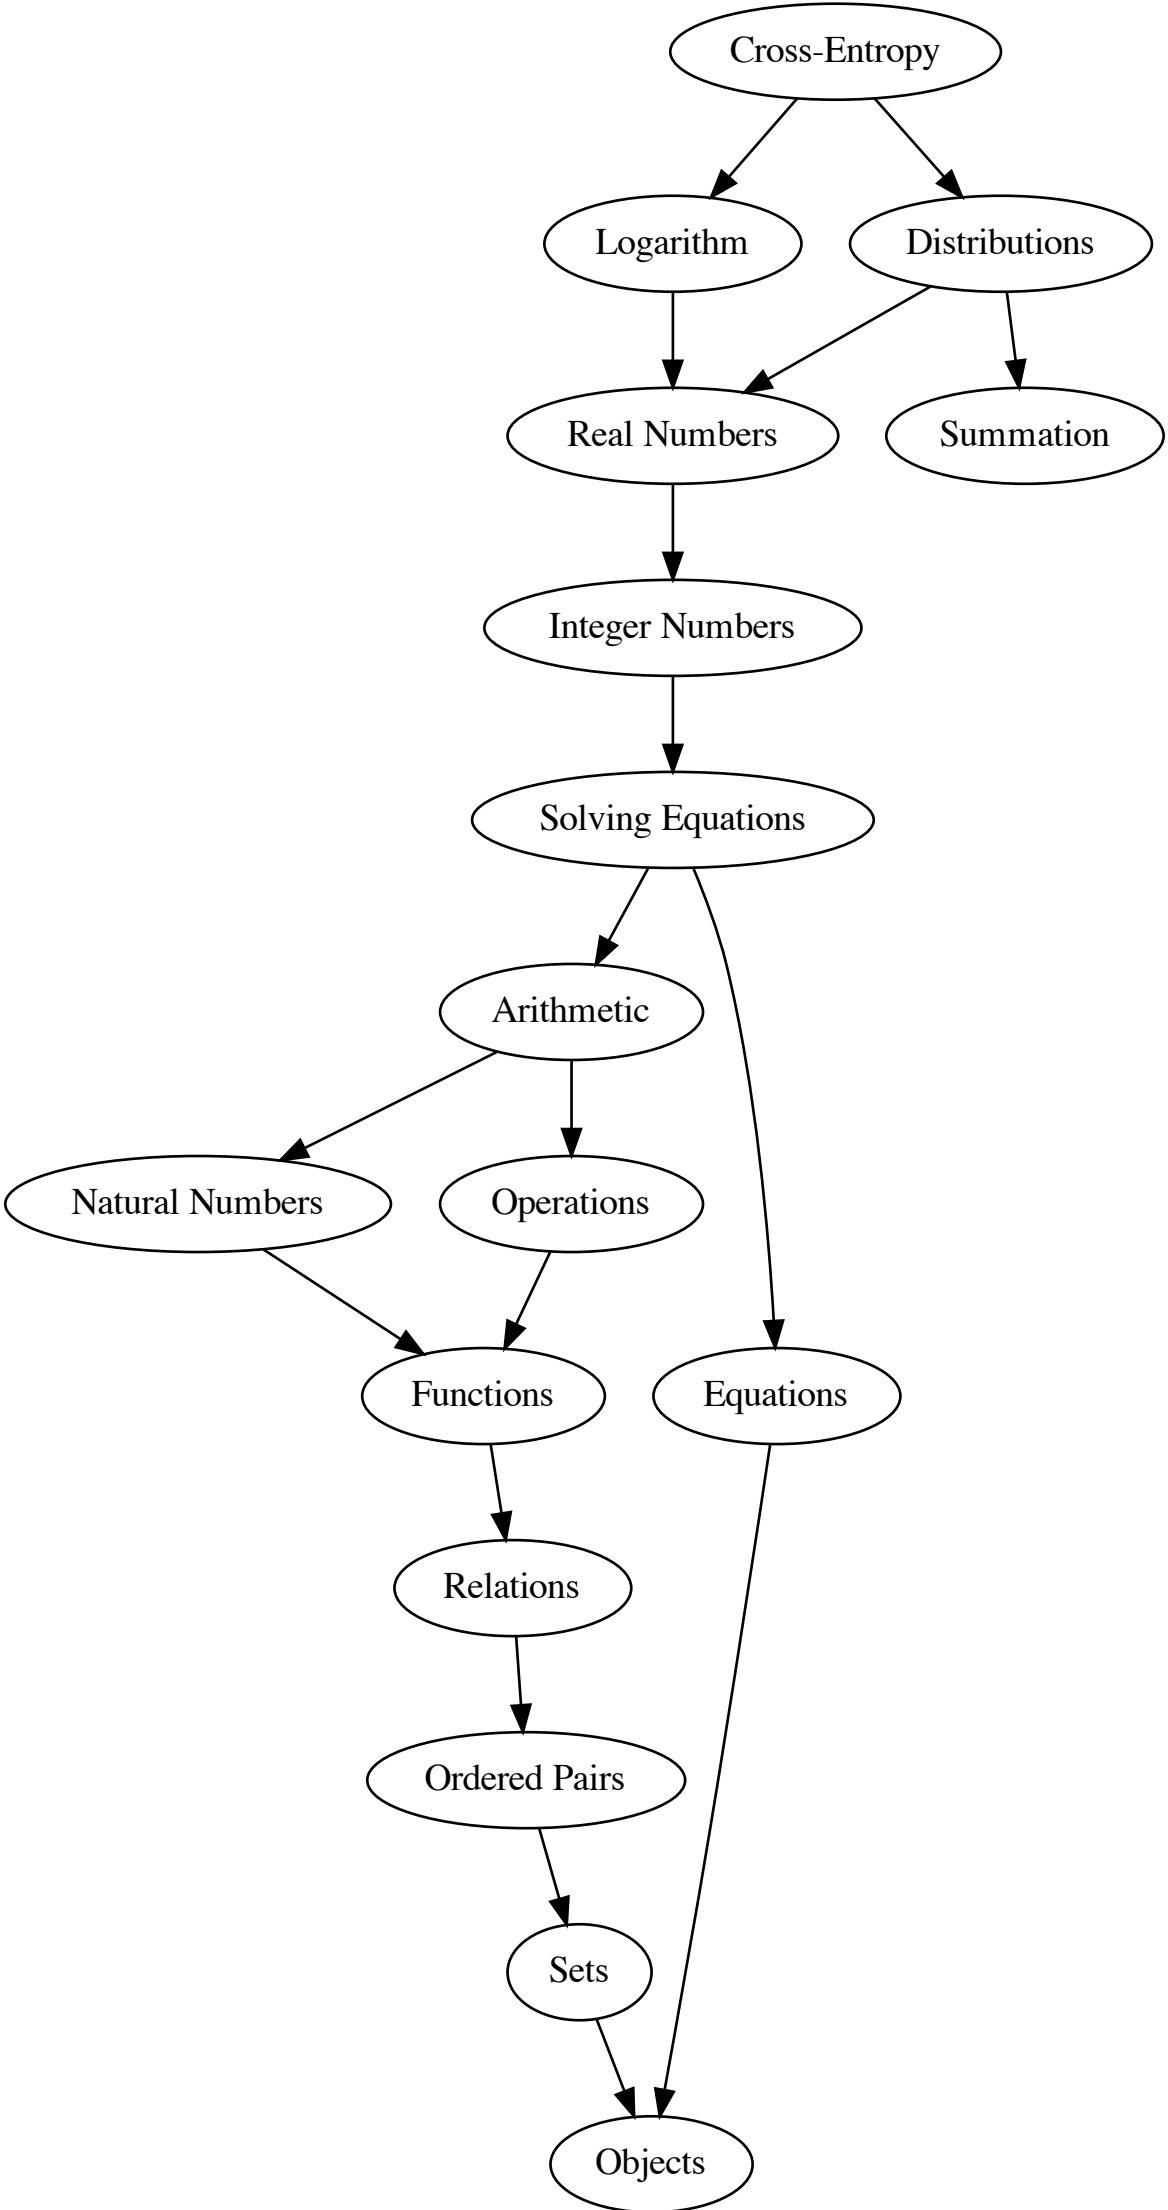 Cross-Entropy
Logarithm
Distributions
Real Numbers
Summation
Integer Numbers
Solving Equations
Arithmetic
Natural Numbers
Operations
Functions
Equations
Relations
Ordered Pairs
Sets
Objects